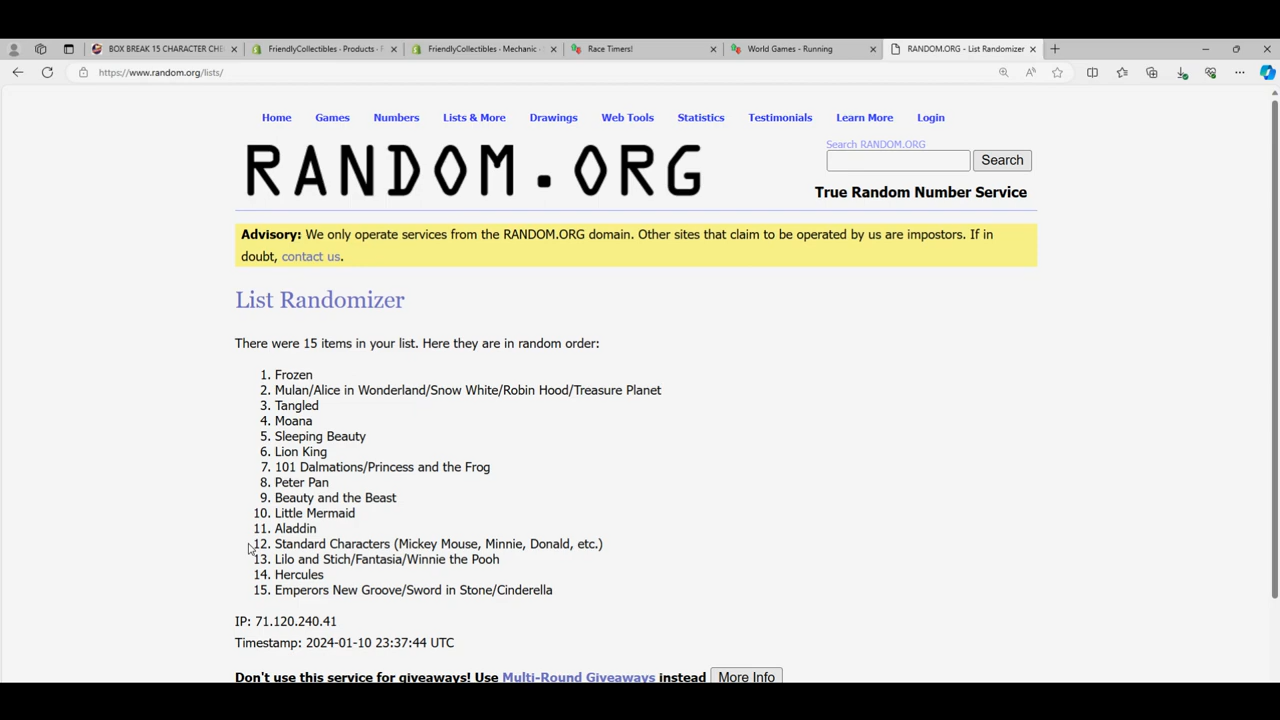 BOX BREAK 15 CHARACTER CHE
FriendlyCollectibles - Products - F
FriendlyCollectibles - Mechanic -
Race Timers!
World Games - Running
RANDOM.ORG - List Randomizer
https://www.random.org/lists/
Home Games Numbers Lists & More Drawings Web Tools Statistics Testimonials Learn More Login
RANDOM.ORG
Search RANDOM.ORG
Search
True Random Number Service
Advisory: We only operate services from the RANDOM.ORG domain. Other sites that claim to be operated by us are impostors. If in
doubt, contact us.
List Randomizer
There were 15 items in your list. Here they are in random order:
1. Frozen
2. Mulan/Alice in Wonderland/Snow White/Robin Hood/Treasure Planet
3. Tangled
4. Moana
5. Sleeping Beauty
6. Lion King
7. 101 Dalmations/Princess and the Frog
8. Peter Pan
9. Beauty and the Beast
10. Little Mermaid
11. Aladdin
12. Standard Characters (Mickey Mouse, Minnie, Donald, etc.)
13. Lilo and Stich/Fantasia/Winnie the Pooh
14. Hercules
15. Emperors New Groove/Sword in Stone/Cinderella
IP: 71.120.240.41
Timestamp: 2024-01-10 23:37:44 UTC
Don't use this service for giveaways! Use Multi-Round Giveaways instead More Info